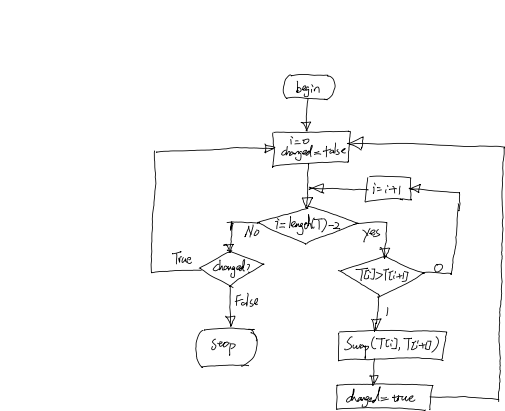 begin
i=0
changed=false
i=i+1
i=length(T)-2
No
yes
True
changed?
T[i]>T[i+1]
0
False
1
Stop
Swap(T[i], T[i+1])
changed=true